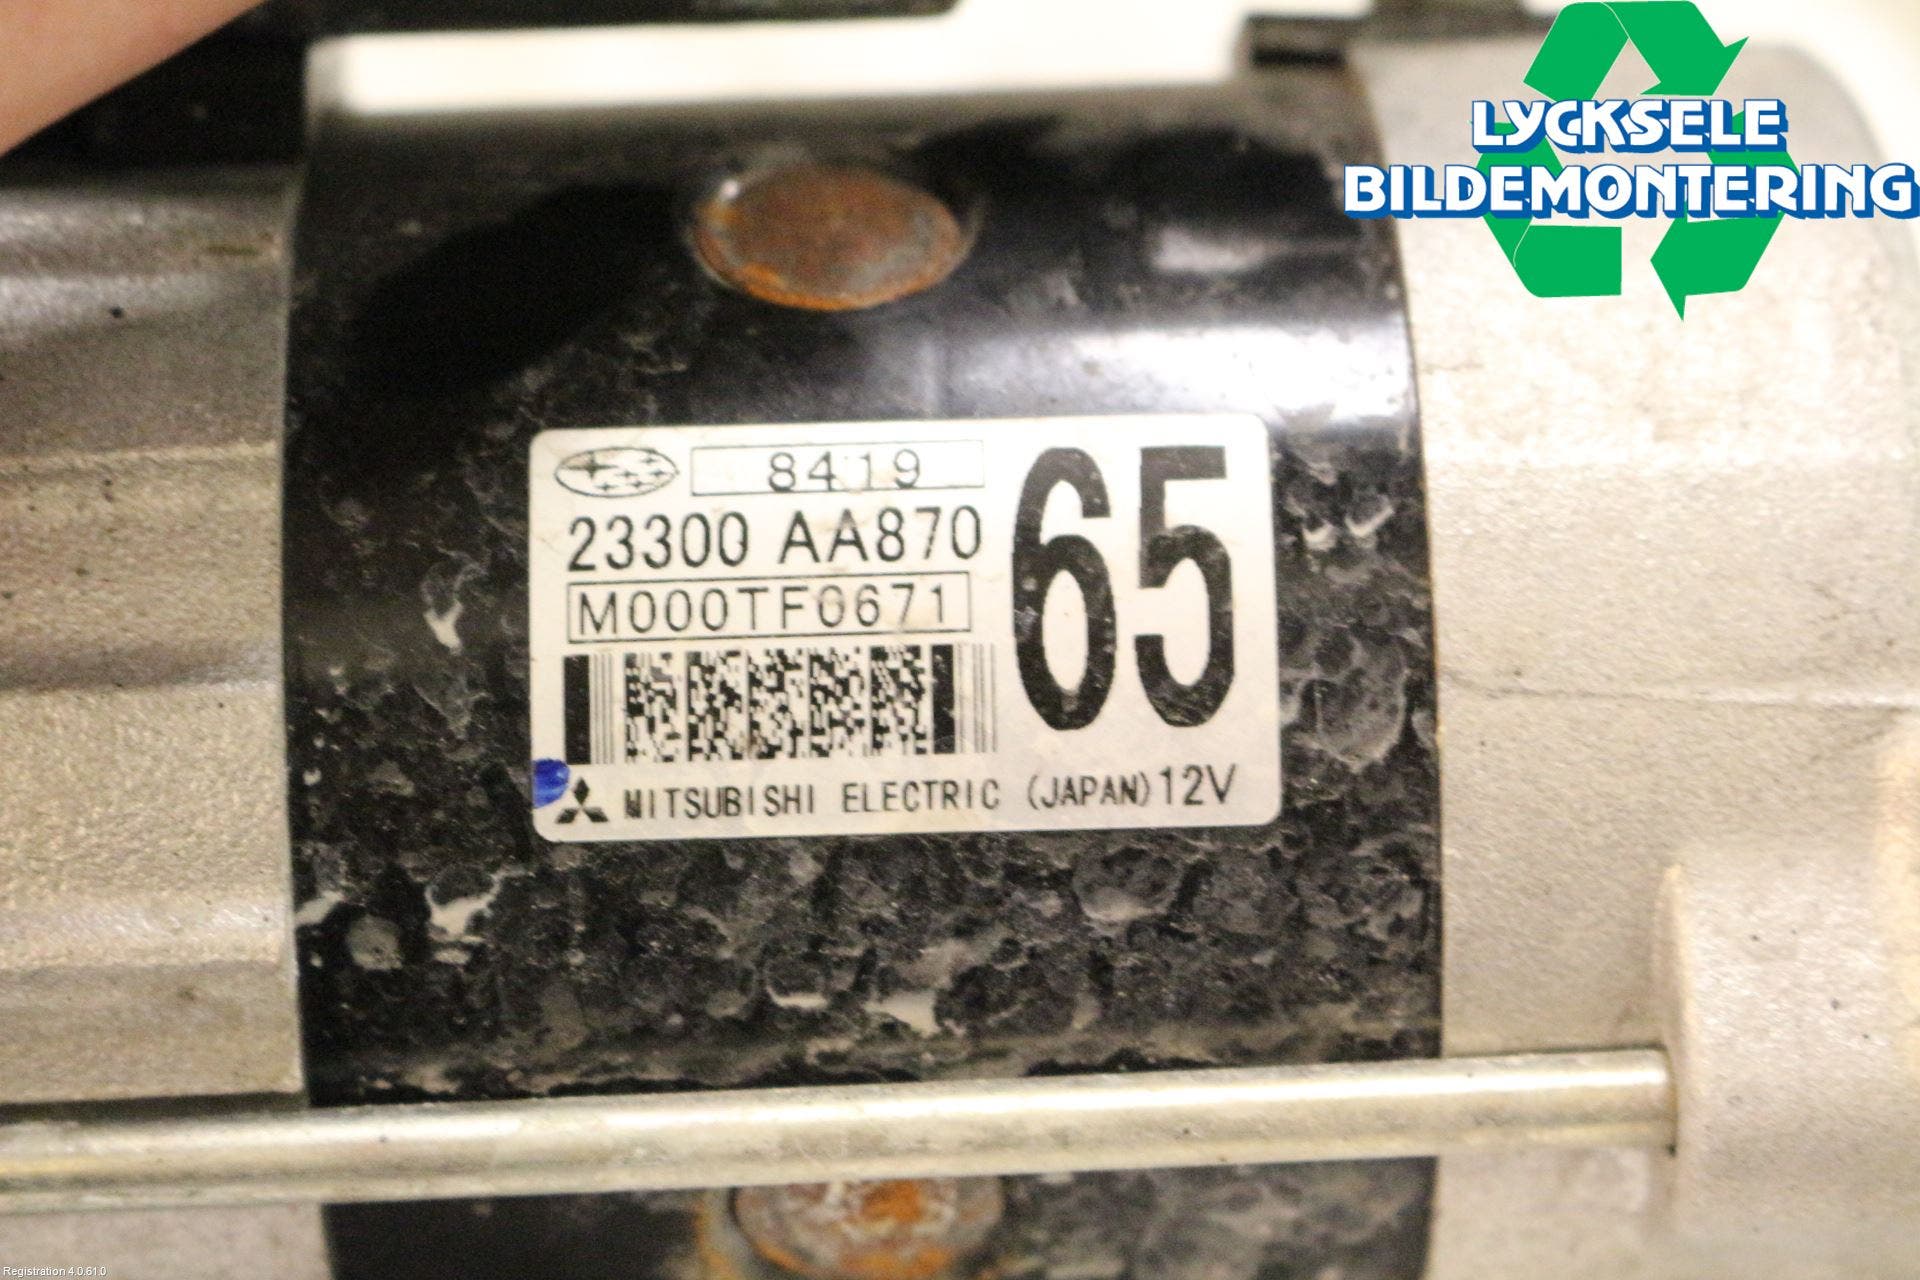 LYCKSELE
BILDEMONTERING
8419
23300 AA870
65
M000TF0671
MITSUBISHI ELECTRIC (JAPAN) 12V
Registration 4.0.61.0